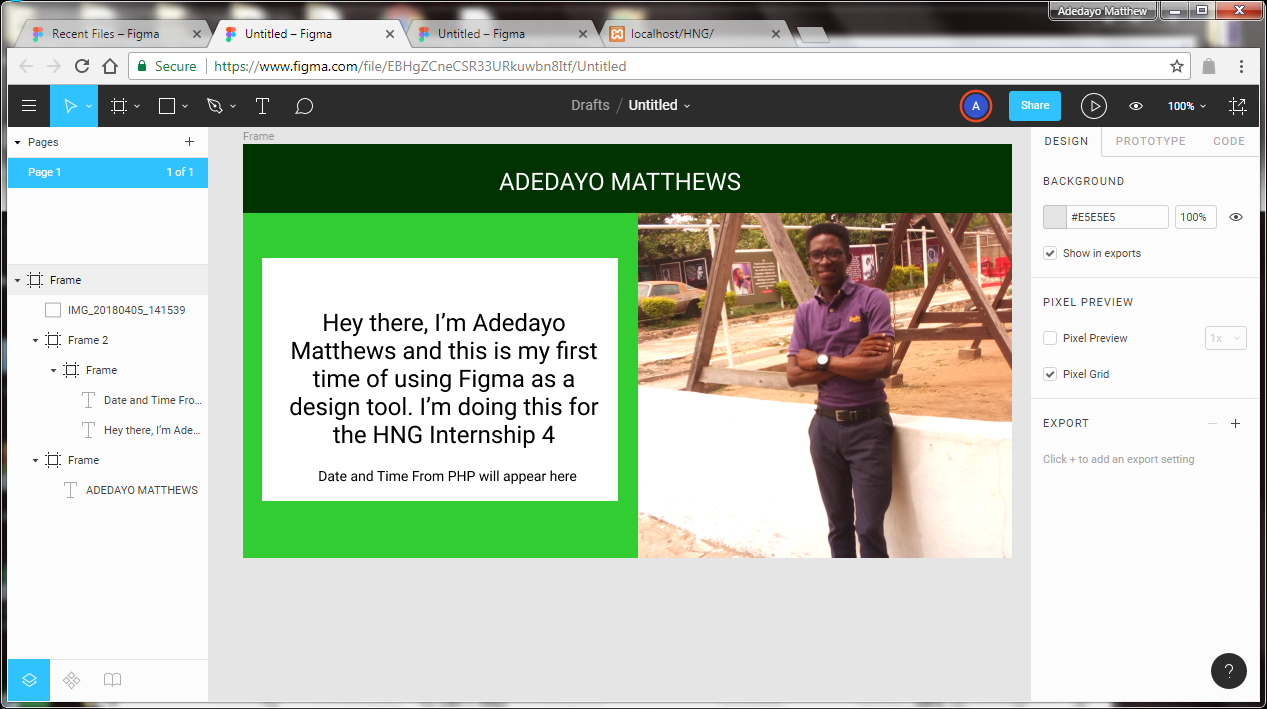 Adedayo Matthew
Recent Files – Figma
Untitled – Figma
Untitled – Figma
localhost/HNG/
Secure
https://www.figma.com/file/EBHgZCneCSR33URkuwbn8Itf/Untitled
Drafts / Untitled
A
Share
100%
Pages
Page 1
1 of 1
Frame
IMG_20180405_141539
Frame 2
Frame
Date and Time Fro...
Hey there, I’m Ade...
Frame
ADEDAYO MATTHEWS
Frame
ADEDAYO MATTHEWS
Hey there, I’m Adedayo
Matthews and this is my first
time of using Figma as a
design tool. I’m doing this for
the HNG Internship 4
Date and Time From PHP will appear here
DESIGN
PROTOTYPE
CODE
BACKGROUND
#E5E5E5
100%
Show in exports
PIXEL PREVIEW
Pixel Preview
1x
Pixel Grid
EXPORT
Click + to add an export setting
?